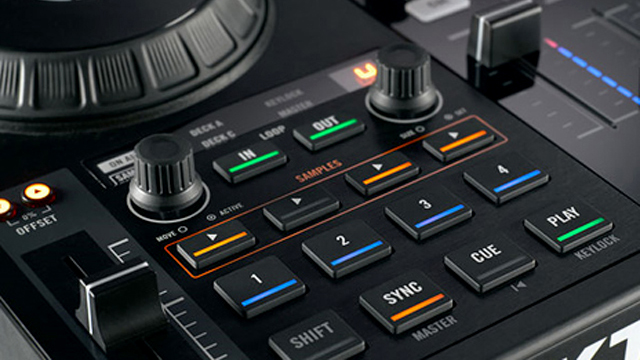 KEYLOCK
MASTER
DECK A
DECK C
LOOP
OUT
IN
ON AIR
SAMPLES
SIZE
SET
MOVE
ACTIVE
0%
OFFSET
1
2
3
4
SHIFT
SYNC
MASTER
CUE
PLAY
KEYLOCK